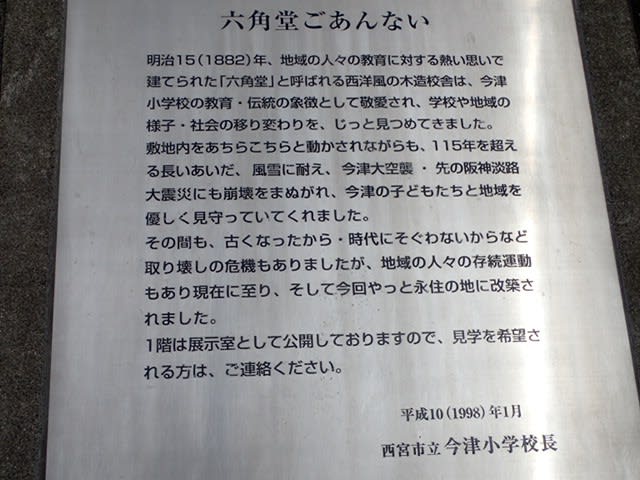 六角堂ごあんない
明治15(1882)年、地域の人々の教育に対する熱い思いで
建てられた「六角堂」と呼ばれる西洋風の木造校舎は、今津
小学校の教育・伝統の象徴として敬愛され、学校や地域の
様子・社会の移り変わりを、じっと見つめてきました。
敷地内をあちらこちらと動かされながらも、115年を超え
る長いあいだ、風雪に耐え、今津大空襲・先の阪神淡路
大震災にも崩壊をまぬがれ、今津の子どもたちと地域を
優しく見守っていてくれました。
その間も、古くなったから・時代にそぐわないからなど
取り壊しの危機もありましたが、地域の人々の存続運動
もあり現在に至り、そして今回やっと永住の地に改築さ
れました。
1階は展示室として公開しておりますので、見学を希望さ
れる方は、ご連絡ください。
平成10(1998)年1月
西宮市立今津小学校長